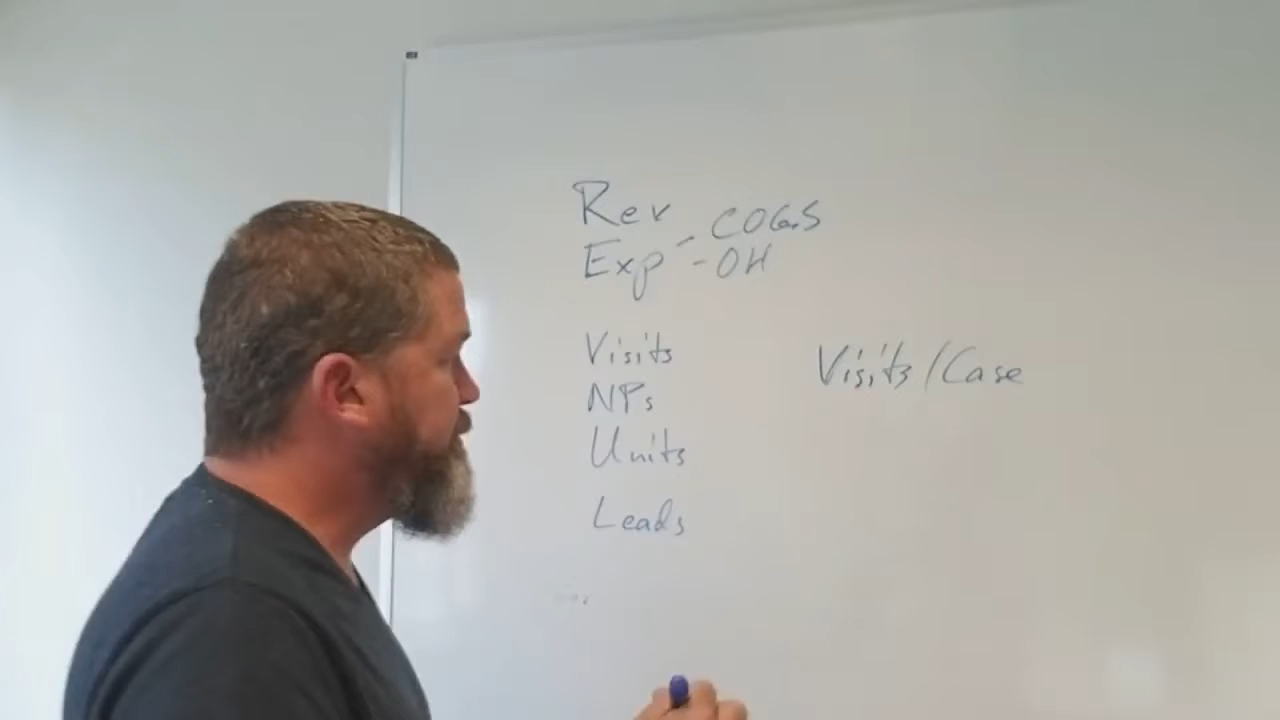 Rev - COGS
Exp - OH
Visits
Visits/Case
NPs
Units
Leads